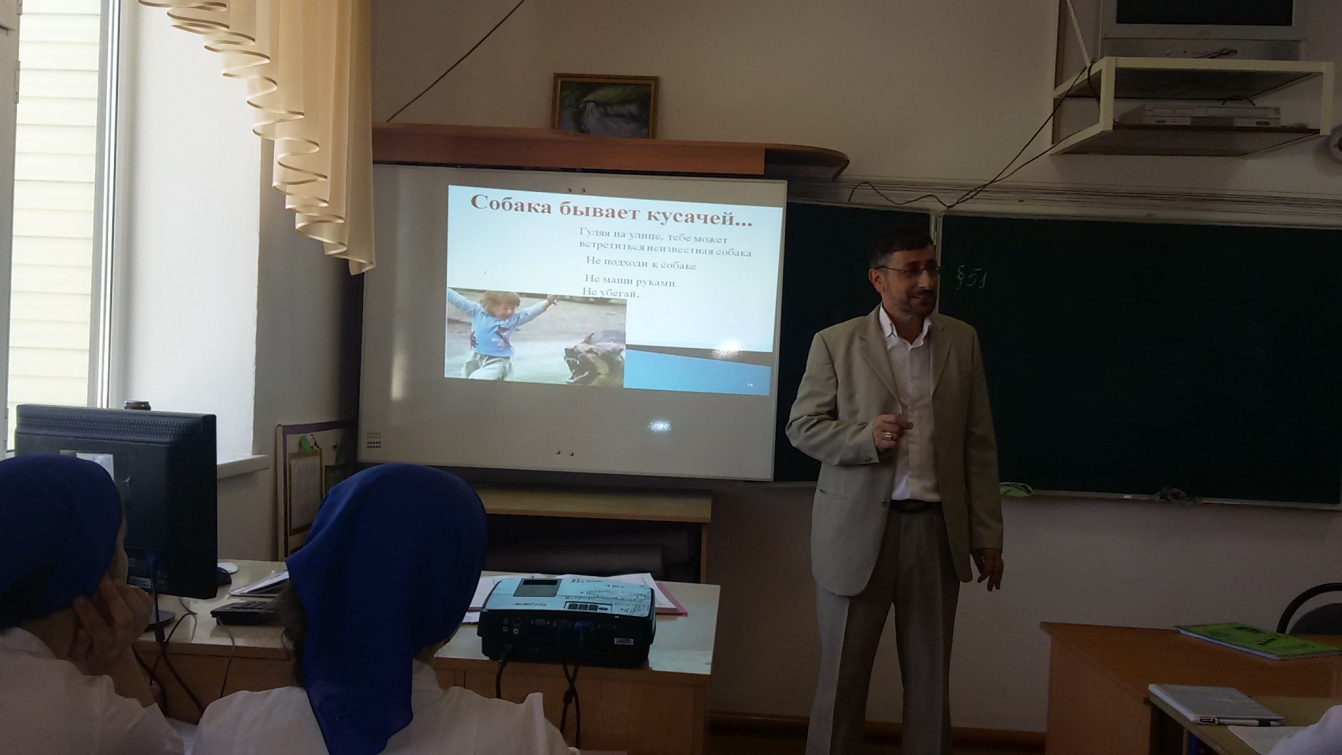 Собака бывает кусачей...
Гуляя на улице, тебе может
встретиться неизвестная собака.
Не подходи к собаке
Не маши руками
Не убегай.
§51